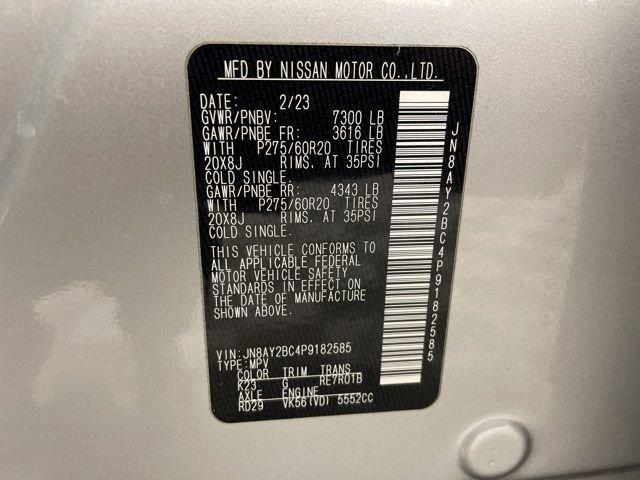 MFD BY NISSAN MOTOR CO.,LTD.
DATE: 2/23
GVWR/PNBV: 7300 LB
GAWR/PNBE FR: 3616 LB
WITH P275/60R20 TIRES
20X8J RIMS, AT 35PSI
COLD SINGLE.
GAWR/PNBE RR: 4343 LB
WITH P275/60R20 TIRES
20X8J RIMS, AT 35PSI
COLD SINGLE.
THIS VEHICLE CONFORMS TO
ALL APPLICABLE FEDERAL
MOTOR VEHICLE SAFETY
STANDARDS IN EFFECT ON
THE DATE OF MANUFACTURE
SHOWN ABOVE.
VIN:JN8AY2BC4P9182585
TYPE:MPV
COLOR TRIM TRANS
K23 G RE7R01B
AXLE ENGINE
RD29 VK56(VD) 5552CC
JN8AY2BC4P9182585